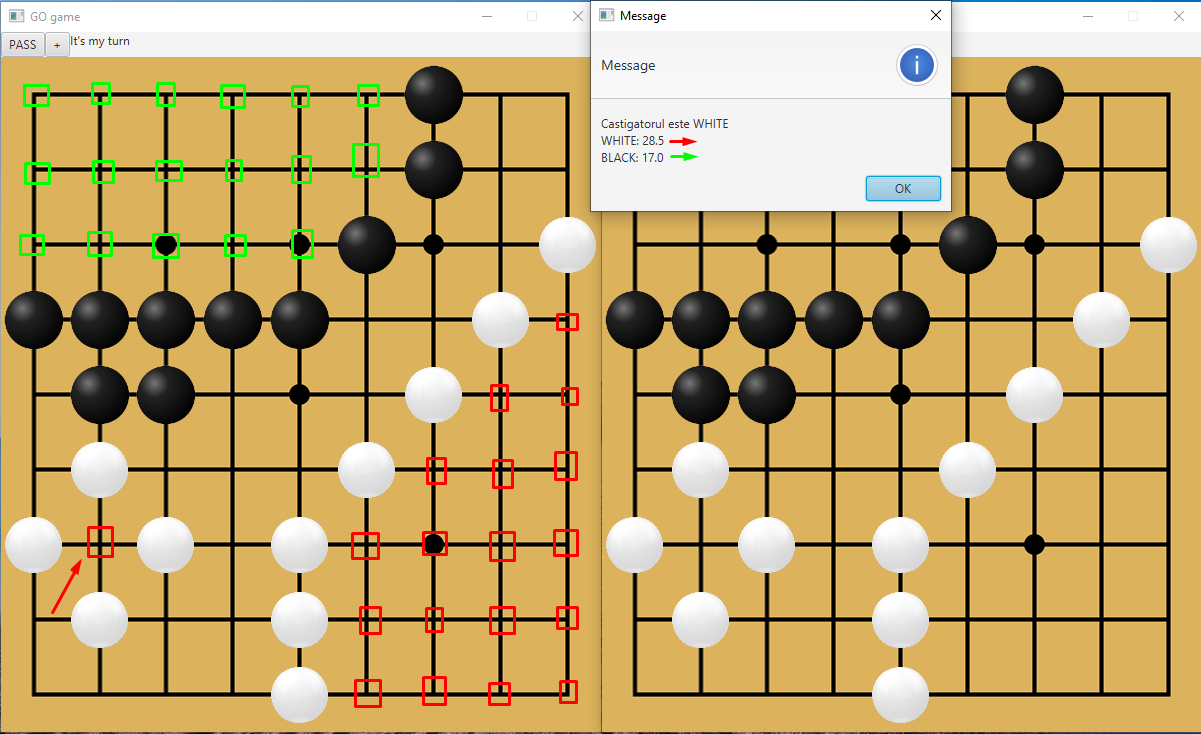 GO game
PASS + It's my turn
Message
Message
i
Castigatorul este WHITE
WHITE: 28.5
BLACK: 17.0
OK